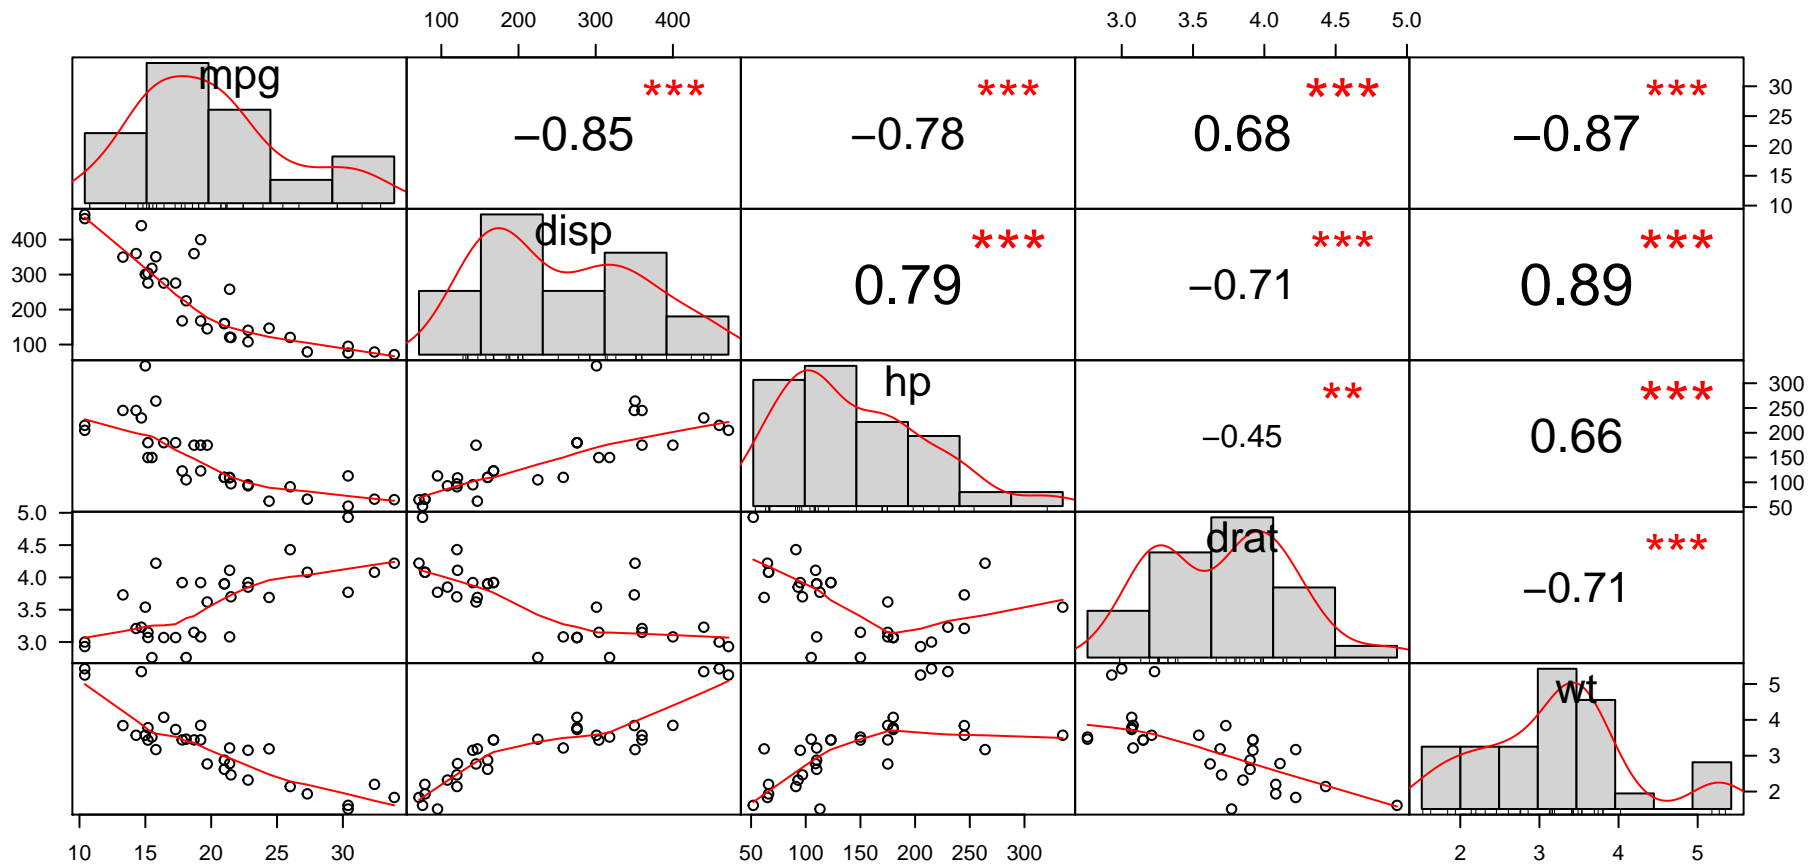 100 200 300 400 3.0 3.5 4.0 4.5 5.0
mpg *** *** *** ***
−0.85 −0.78 0.68 −0.87
30
25
20
15
10
disp *** *** ***
0.79 −0.71 0.89
400
300
200
100
hp ** ***
−0.45 0.66
300
250
200
150
100
50
drat ***
−0.71
5.0
4.5
4.0
3.5
3.0
wt
5
4
3
2
10 15 20 25 30 50 100 150 200 250 300 2 3 4 5